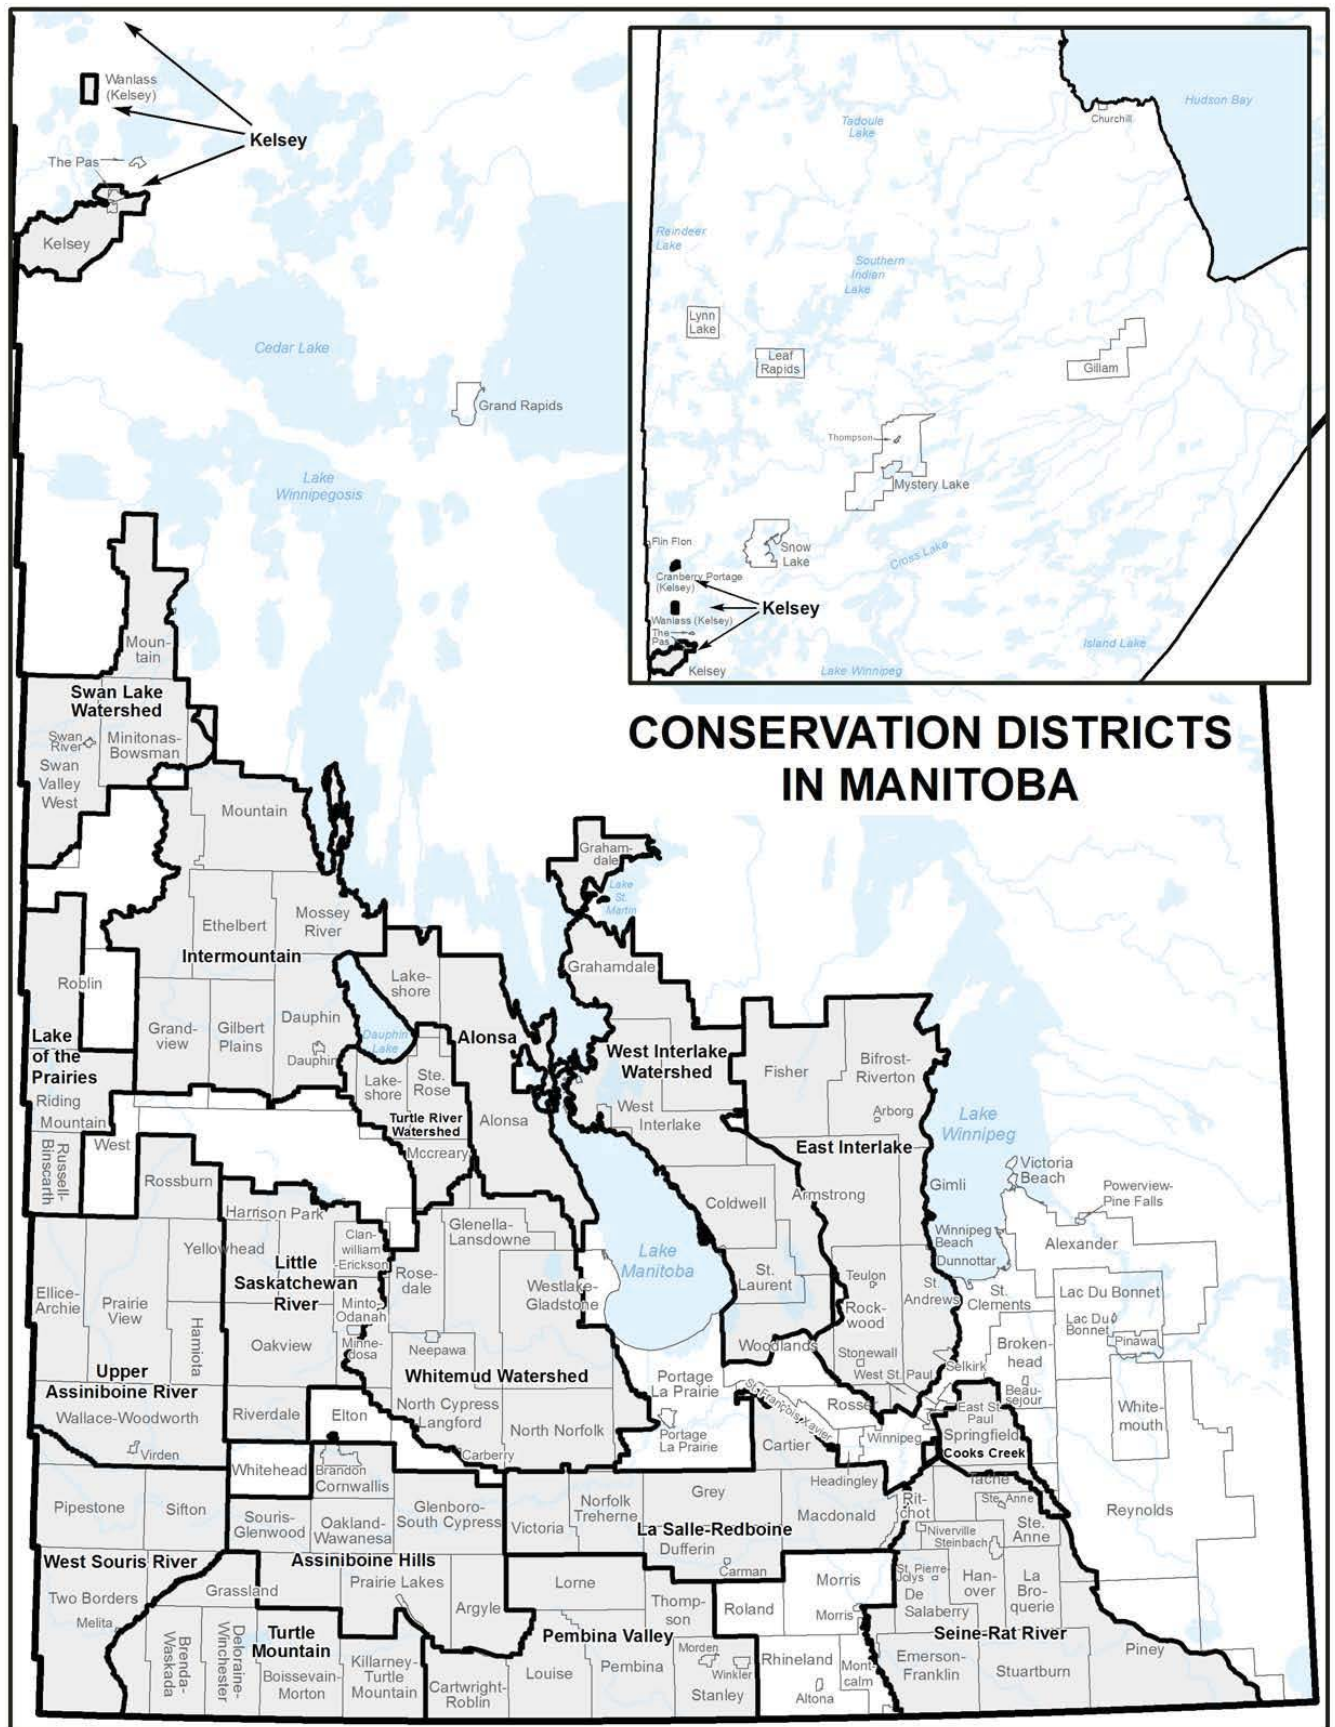 Wanlass
(Kelsey)
Kelsey
The Pas
Kelsey
Cedar Lake
Grand Rapids
Lake
Winnipegosis
Hudson Bay
Churchill
Tadoule
Lake
Reindeer
Lake
Southern
Indian
Lake
Lynn
Lake
Leaf
Rapids
Gillam
Thompson
Mystery Lake
Flin Flon
Snow
Lake
Cross Lake
Cranberry Portage
(Kelsey)
Kelsey
Wanlass (Kelsey)
The
Pas
Kelsey
Lake Winnipeg
Island Lake
CONSERVATION DISTRICTS
IN MANITOBA
Moun-
tain
Swan Lake
Watershed
Swan
River
Minitonas-
Bowsman
Swan
Valley
West
Mountain
Graham-
dale
Lake
St.
Martin
Ethelbert
Mossey
River
Intermountain
Grahamdale
Lake-
shore
Roblin
Grand-
view
Gilbert
Plains
Dauphin
Dauphin
Dauphin
Lake
Alonsa
Lake
of the
Prairies
West Interlake
Watershed
Fisher
Bifrost-
Riverton
Lake-
shore
Ste.
Rose
Riding
Mountain
West
Turtle River
Watershed
Alonsa
West
Interlake
Arborg
Lake
Winnipeg
East Interlake
Mccreary
Russell-
Binscarth
Rossburn
Victoria
Beach
Powerview-
Pine Falls
Gimli
Armstrong
Coldwell
Harrison Park
Glenella-
Lansdowne
Clan-
william
-Erickson
Yellowhead
Little
Saskatchewan
River
Winnipeg
Beach
Dunnottar
Alexander
Lake
Manitoba
Rose-
dale
Westlake-
Gladstone
St.
Laurent
Teulon
St.
Andrews
St.
Clements
Lac Du Bonnet
Ellice-
Archie
Prairie
View
Hamiota
Minto-
Odanah
Oakview
Minne-
dosa
Neepawa
Rock-
wood
Lac Du
Bonnet
Pinawa
Woodlands
Stonewall
West St. Paul
Selkirk
Broken-
head
Upper
Assiniboine River
Whitemud Watershed
Portage
La Prairie
St. François Xavier
Rosser
Beau-
sejour
Wallace-Woodworth
Riverdale
Elton
North Cypress
Langford
North Norfolk
Portage
La Prairie
East St.
Paul
Springfield
Cooks Creek
White-
mouth
Virden
Carberry
Cartier
Winnipeg
Headingley
Whitehead
Brandon
Cornwallis
Tache
Pipestone
Sifton
Souris-
Glenwood
Oakland-
Wawanesa
Glenboro-
South Cypress
Victoria
Norfolk
Treherne
Grey
Macdonald
Rit-
chot
Ste. Anne
Ste.
Anne
Reynolds
La Salle-Redboine
Dufferin
Niverville
Steinbach
West Souris River
Assiniboine Hills
Carman
Two Borders
Grassland
Prairie Lakes
Lorne
Morris
St. Pierre-
Jolys
De
Salaberry
Han-
over
La
Bro-
querie
Melita
Argyle
Thomp-
son
Roland
Morris
Turtle
Mountain
Pembina Valley
Seine-Rat River
Brenda-
Waskada
Deloraine-
Winchester
Boissevain-
Morton
Killarney-
Turtle
Mountain
Cartwright-
Roblin
Louise
Pembina
Morden
Winkler
Stanley
Rhineland
Altona
Mont-
calm
Emerson-
Franklin
Stuartburn
Piney